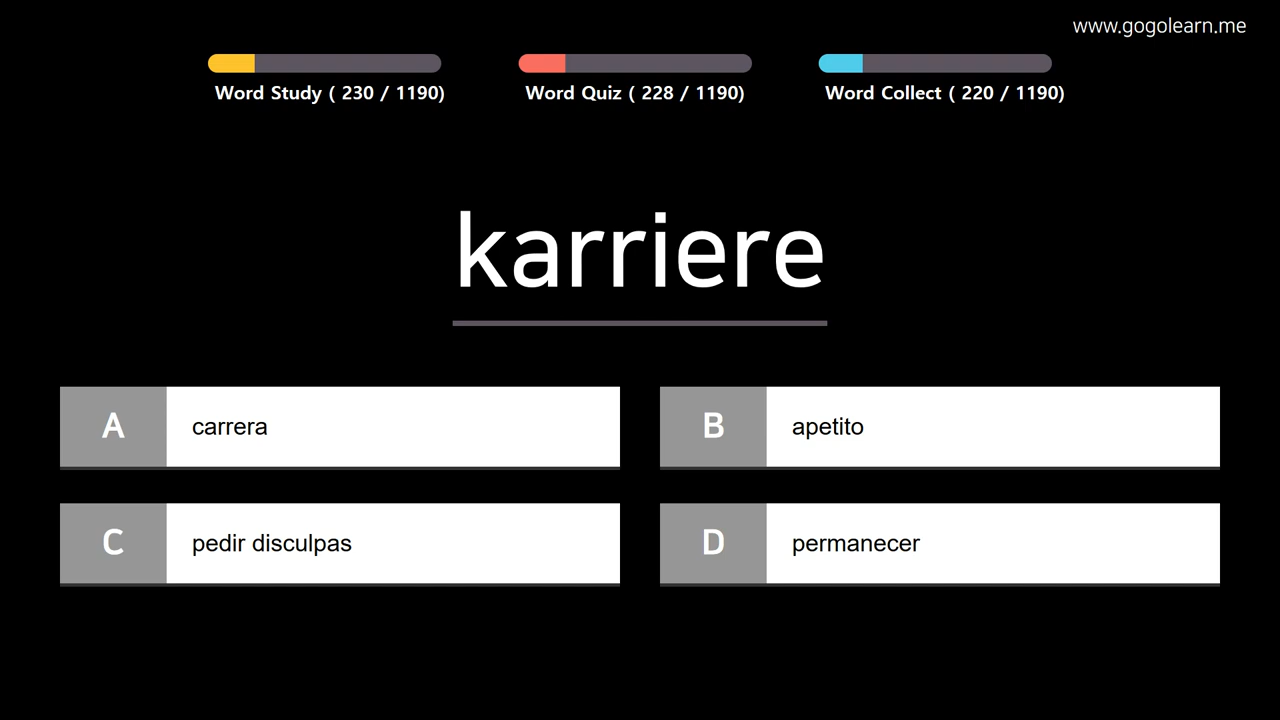 www.gogolearn.me
Word Study ( 230 / 1190)
Word Quiz ( 228 / 1190)
Word Collect ( 220 / 1190)
karriere
A carrera
B apetito
C pedir disculpas
D permanecer